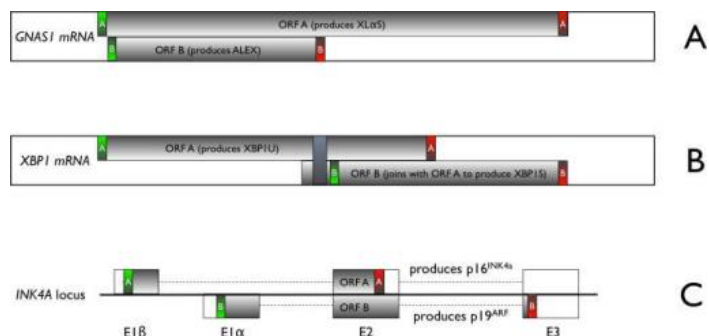 A ORF A (produces XLαS) A
GNAS1 mRNA
B ORF B (produces ALEX) B
A
A ORF A (produces XBP1U) A
XBP1 mRNA
B ORF B (joins with ORF A to produce XBP1S) B
B
produces p16INK4a
A ORF A A
INK4A locus
C
B ORF B B
produces p19ARF
E1β E1α E2 E3